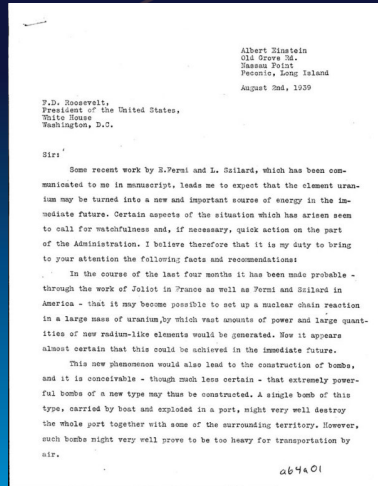 Albert Einstein
Old Grove Rd.
Nassau Point
Peconic, Long Island
August 2nd, 1939
F.D. Roosevelt,
President of the United States,
White House
Washington, D.C.
Sir:
Some recent work by E.Fermi and L. Szilard, which has been com-
municated to me in manuscript, leads me to expect that the element uran-
ium may be turned into a new and important source of energy in the im-
mediate future. Certain aspects of the situation which has arisen seem
to call for watchfulness and, if necessary, quick action on the part
of the Administration. I believe therefore that it is my duty to bring
to your attention the following facts and recommendations:
In the course of the last four months it has been made probable -
through the work of Joliot in France as well as Fermi and Szilard in
America - that it may become possible to set up a nuclear chain reaction
in a large mass of uranium,by which vast amounts of power and large quant-
ities of new radium-like elements would be generated. Now it appears
almost certain that this could be achieved in the immediate future.
This new phenomenon would also lead to the construction of bombs,
and it is conceivable - though much less certain - that extremely power-
ful bombs of a new type may thus be constructed. A single bomb of this
type, carried by boat and exploded in a port, might very well destroy
the whole port together with some of the surrounding territory. However,
such bombs might very well prove to be too heavy for transportation by
air.
a64a01